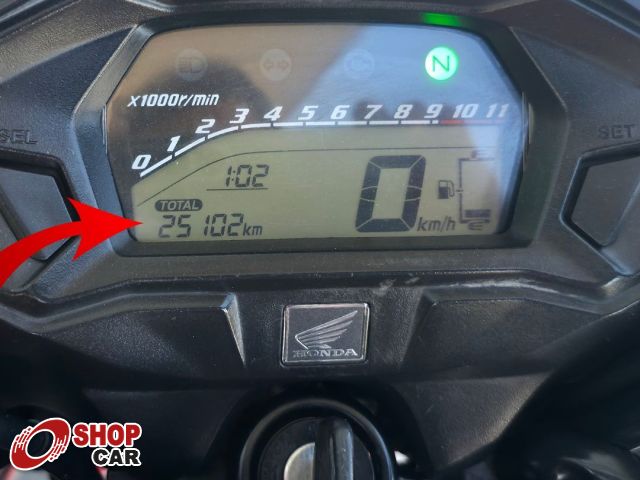 N
x1000r/min
0 1 2 3 4 5 6 7 8 9 10 11
SEL
SET
1:02
TOTAL
25102km
0 km/h
HONDA
SHOP
CAR